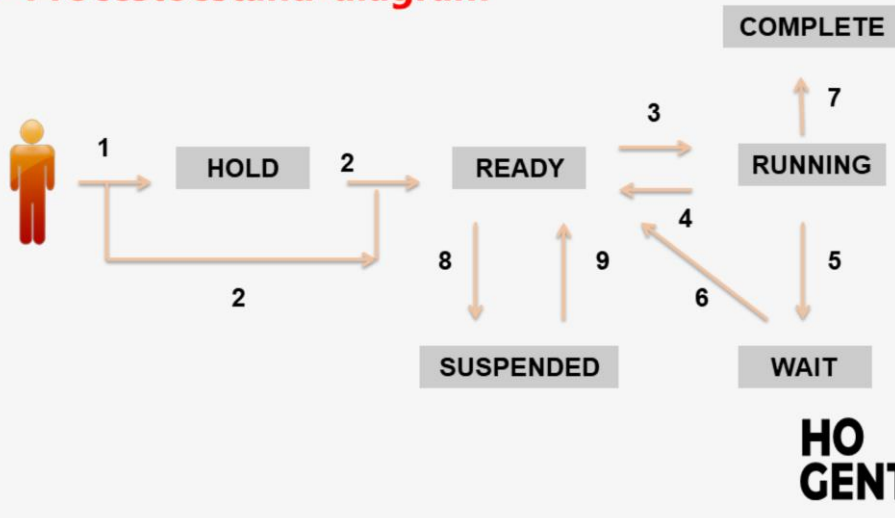 COMPLETE
7
3
1
HOLD
2
READY
RUNNING
4
8
9
5
6
2
SUSPENDED
WAIT
HO
GENT